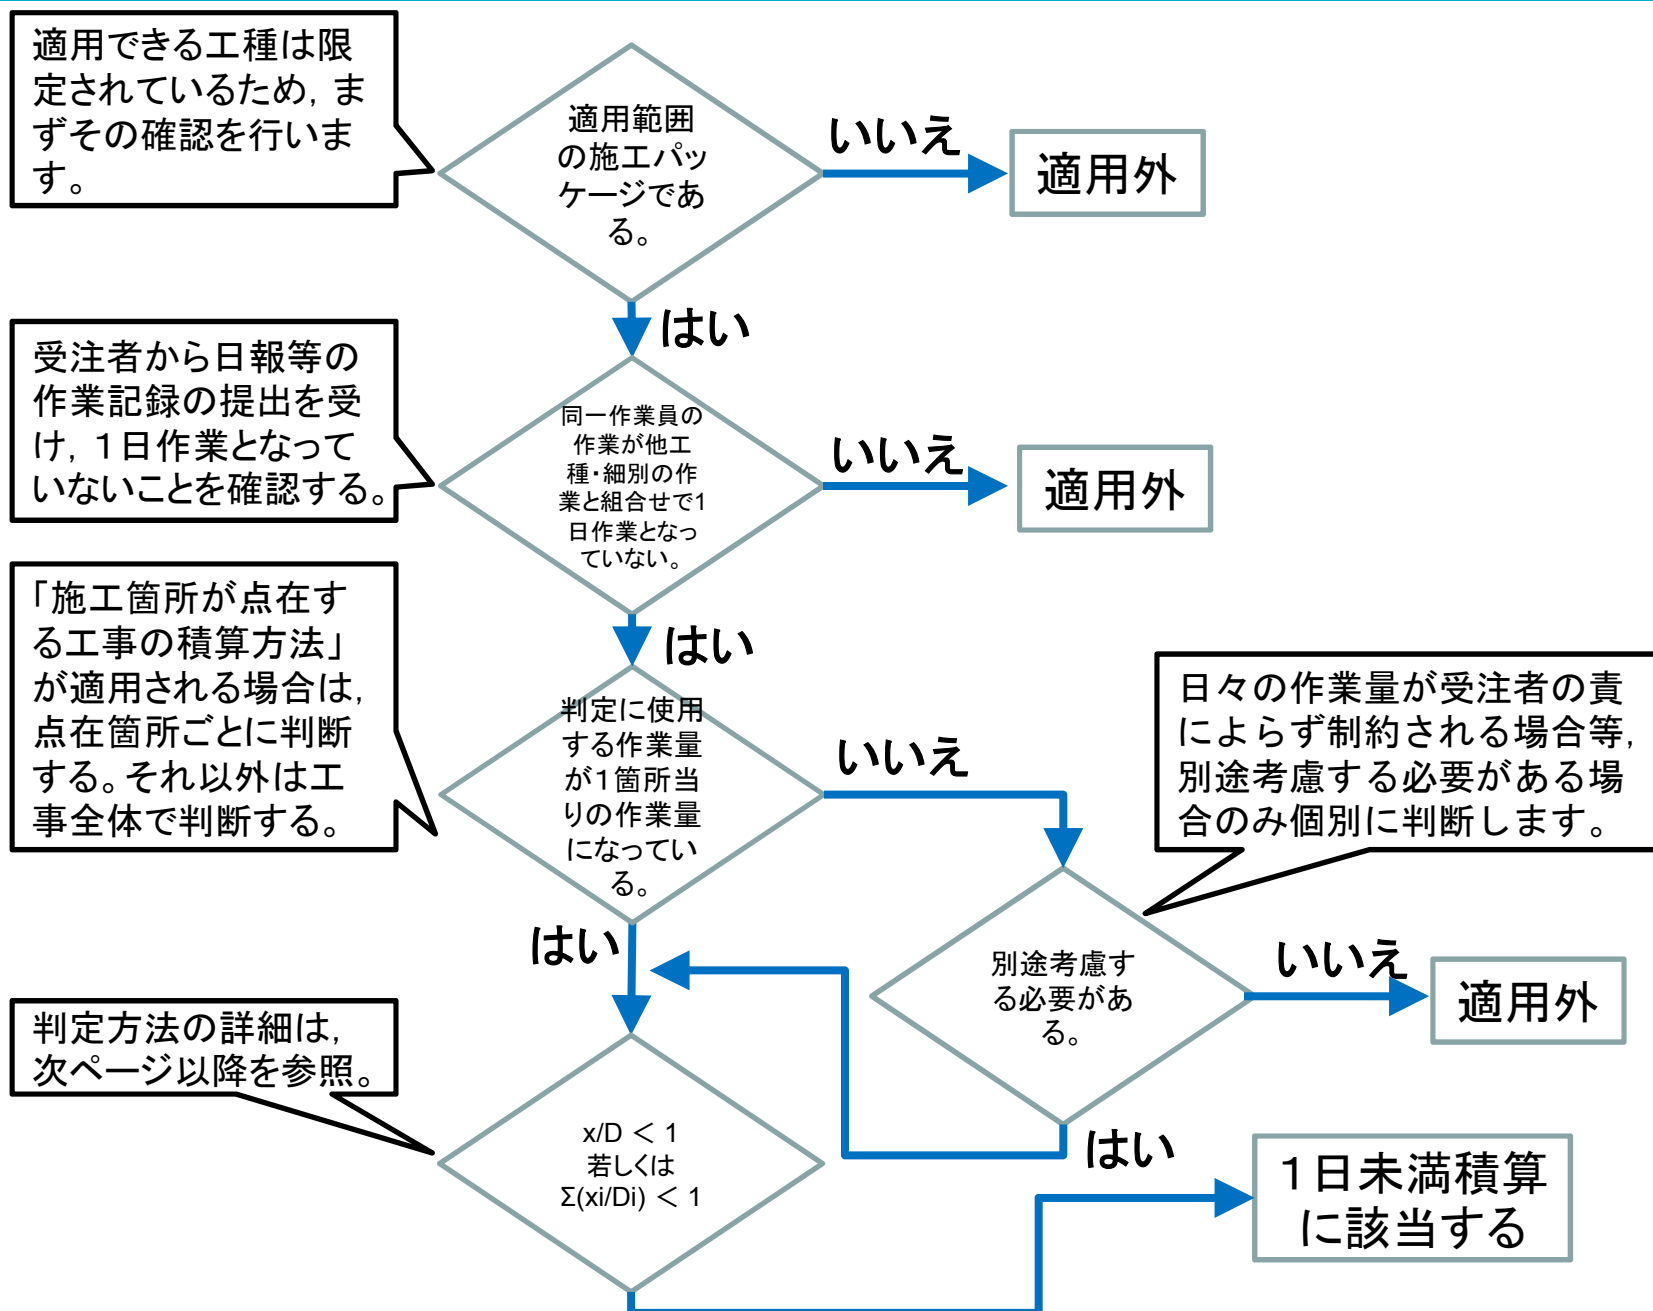 適用できる工種は限
定されているため，ま
ずその確認を行いま
す。
適用範囲
の施工パッ
ケージであ
る。
いいえ
適用外
はい
受注者から日報等の
作業記録の提出を受
け，１日作業となって
いないことを確認する。
同一作業員の
作業が他工
種・細別の作
業と組合せで1
日作業となっ
ていない。
いいえ
適用外
はい
「施工箇所が点在す
る工事の積算方法」
が適用される場合は，
点在箇所ごとに判断
する。それ以外は工
事全体で判断する。
判定に使用
する作業量
が１箇所当
りの作業量
になってい
る。
いいえ
日々の作業量が受注者の責
によらず制約される場合等，
別途考慮する必要がある場
合のみ個別に判断します。
はい
別途考慮す
る必要があ
る。
いいえ
適用外
はい
判定方法の詳細は，
次ページ以降を参照。
x/D ＜ 1
若しくは
Σ(xi/Di) ＜ 1
１日未満積算
に該当する